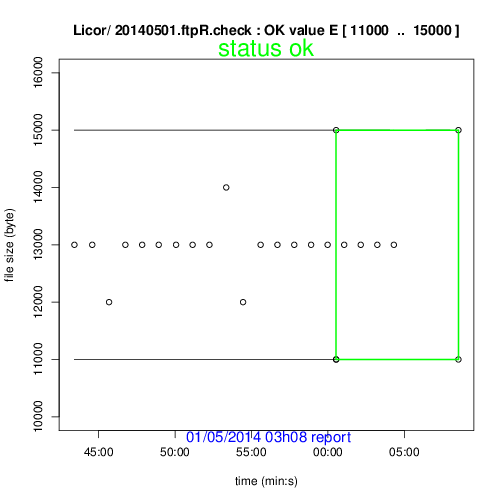 Licor/ 20140501.ftpR.check : OK value E [ 11000 .. 15000 ]
status ok
16000
15000
14000
13000
12000
11000
10000
file size (byte)
01/05/2014 03h08 report
45:00 50:00 55:00 00:00 05:00
time (min:s)